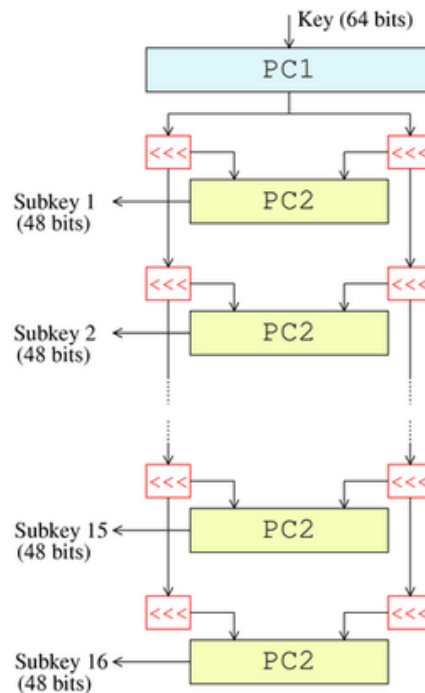 Key (64 bits)
PC1
<<< <<<
PC2
Subkey 1
(48 bits)
<<< <<<
PC2
Subkey 2
(48 bits)
<<< <<<
PC2
Subkey 15
(48 bits)
<<< <<<
PC2
Subkey 16
(48 bits)